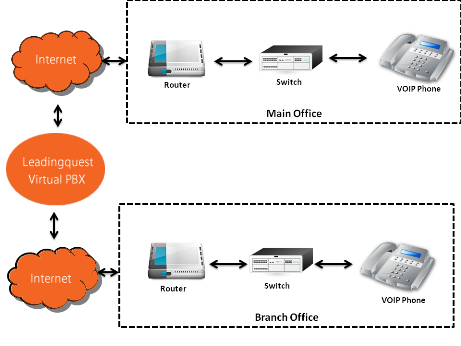 Internet
Router
Switch
VOIP Phone
Main Office
Leadingquest
Virtual PBX
Internet
Router
Switch
VOIP Phone
Branch Office